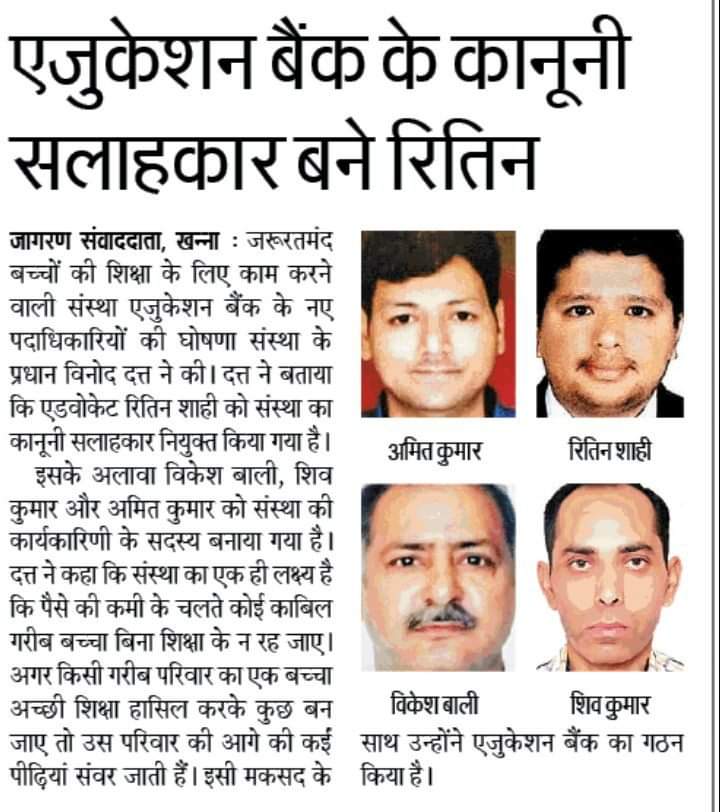 एजुकेशन बैंक के कानूनी
सलाहकार बने रितिन
जागरण संवाददाता, खन्ना : जरूरतमंद
बच्चों की शिक्षा के लिए काम करने
वाली संस्था एजुकेशन बैंक के नए
पदाधिकारियों की घोषणा संस्था के
प्रधान विनोद दत्त ने की। दत्त ने बताया
कि एडवोकेट रितिन शाही को संस्था का
कानूनी सलाहकार नियुक्त किया गया है।
इसके अलावा विकेश बाली, शिव
कुमार और अमित कुमार को संस्था की
कार्यकारिणी के सदस्य बनाया गया है।
दत्त ने कहा कि संस्था का एक ही लक्ष्य है
कि पैसे की कमी के चलते कोई काबिल
गरीब बच्चा बिना शिक्षा के न रह जाए।
अगर किसी गरीब परिवार का एक बच्चा
अच्छी शिक्षा हासिल करके कुछ बन
जाए तो उस परिवार की आगे की कई
पीढ़ियां संवर जाती हैं। इसी मकसद के
अमित कुमार
रितिन शाही
विकेश बाली
शिव कुमार
साथ उन्होंने एजुकेशन बैंक का गठन
किया है।